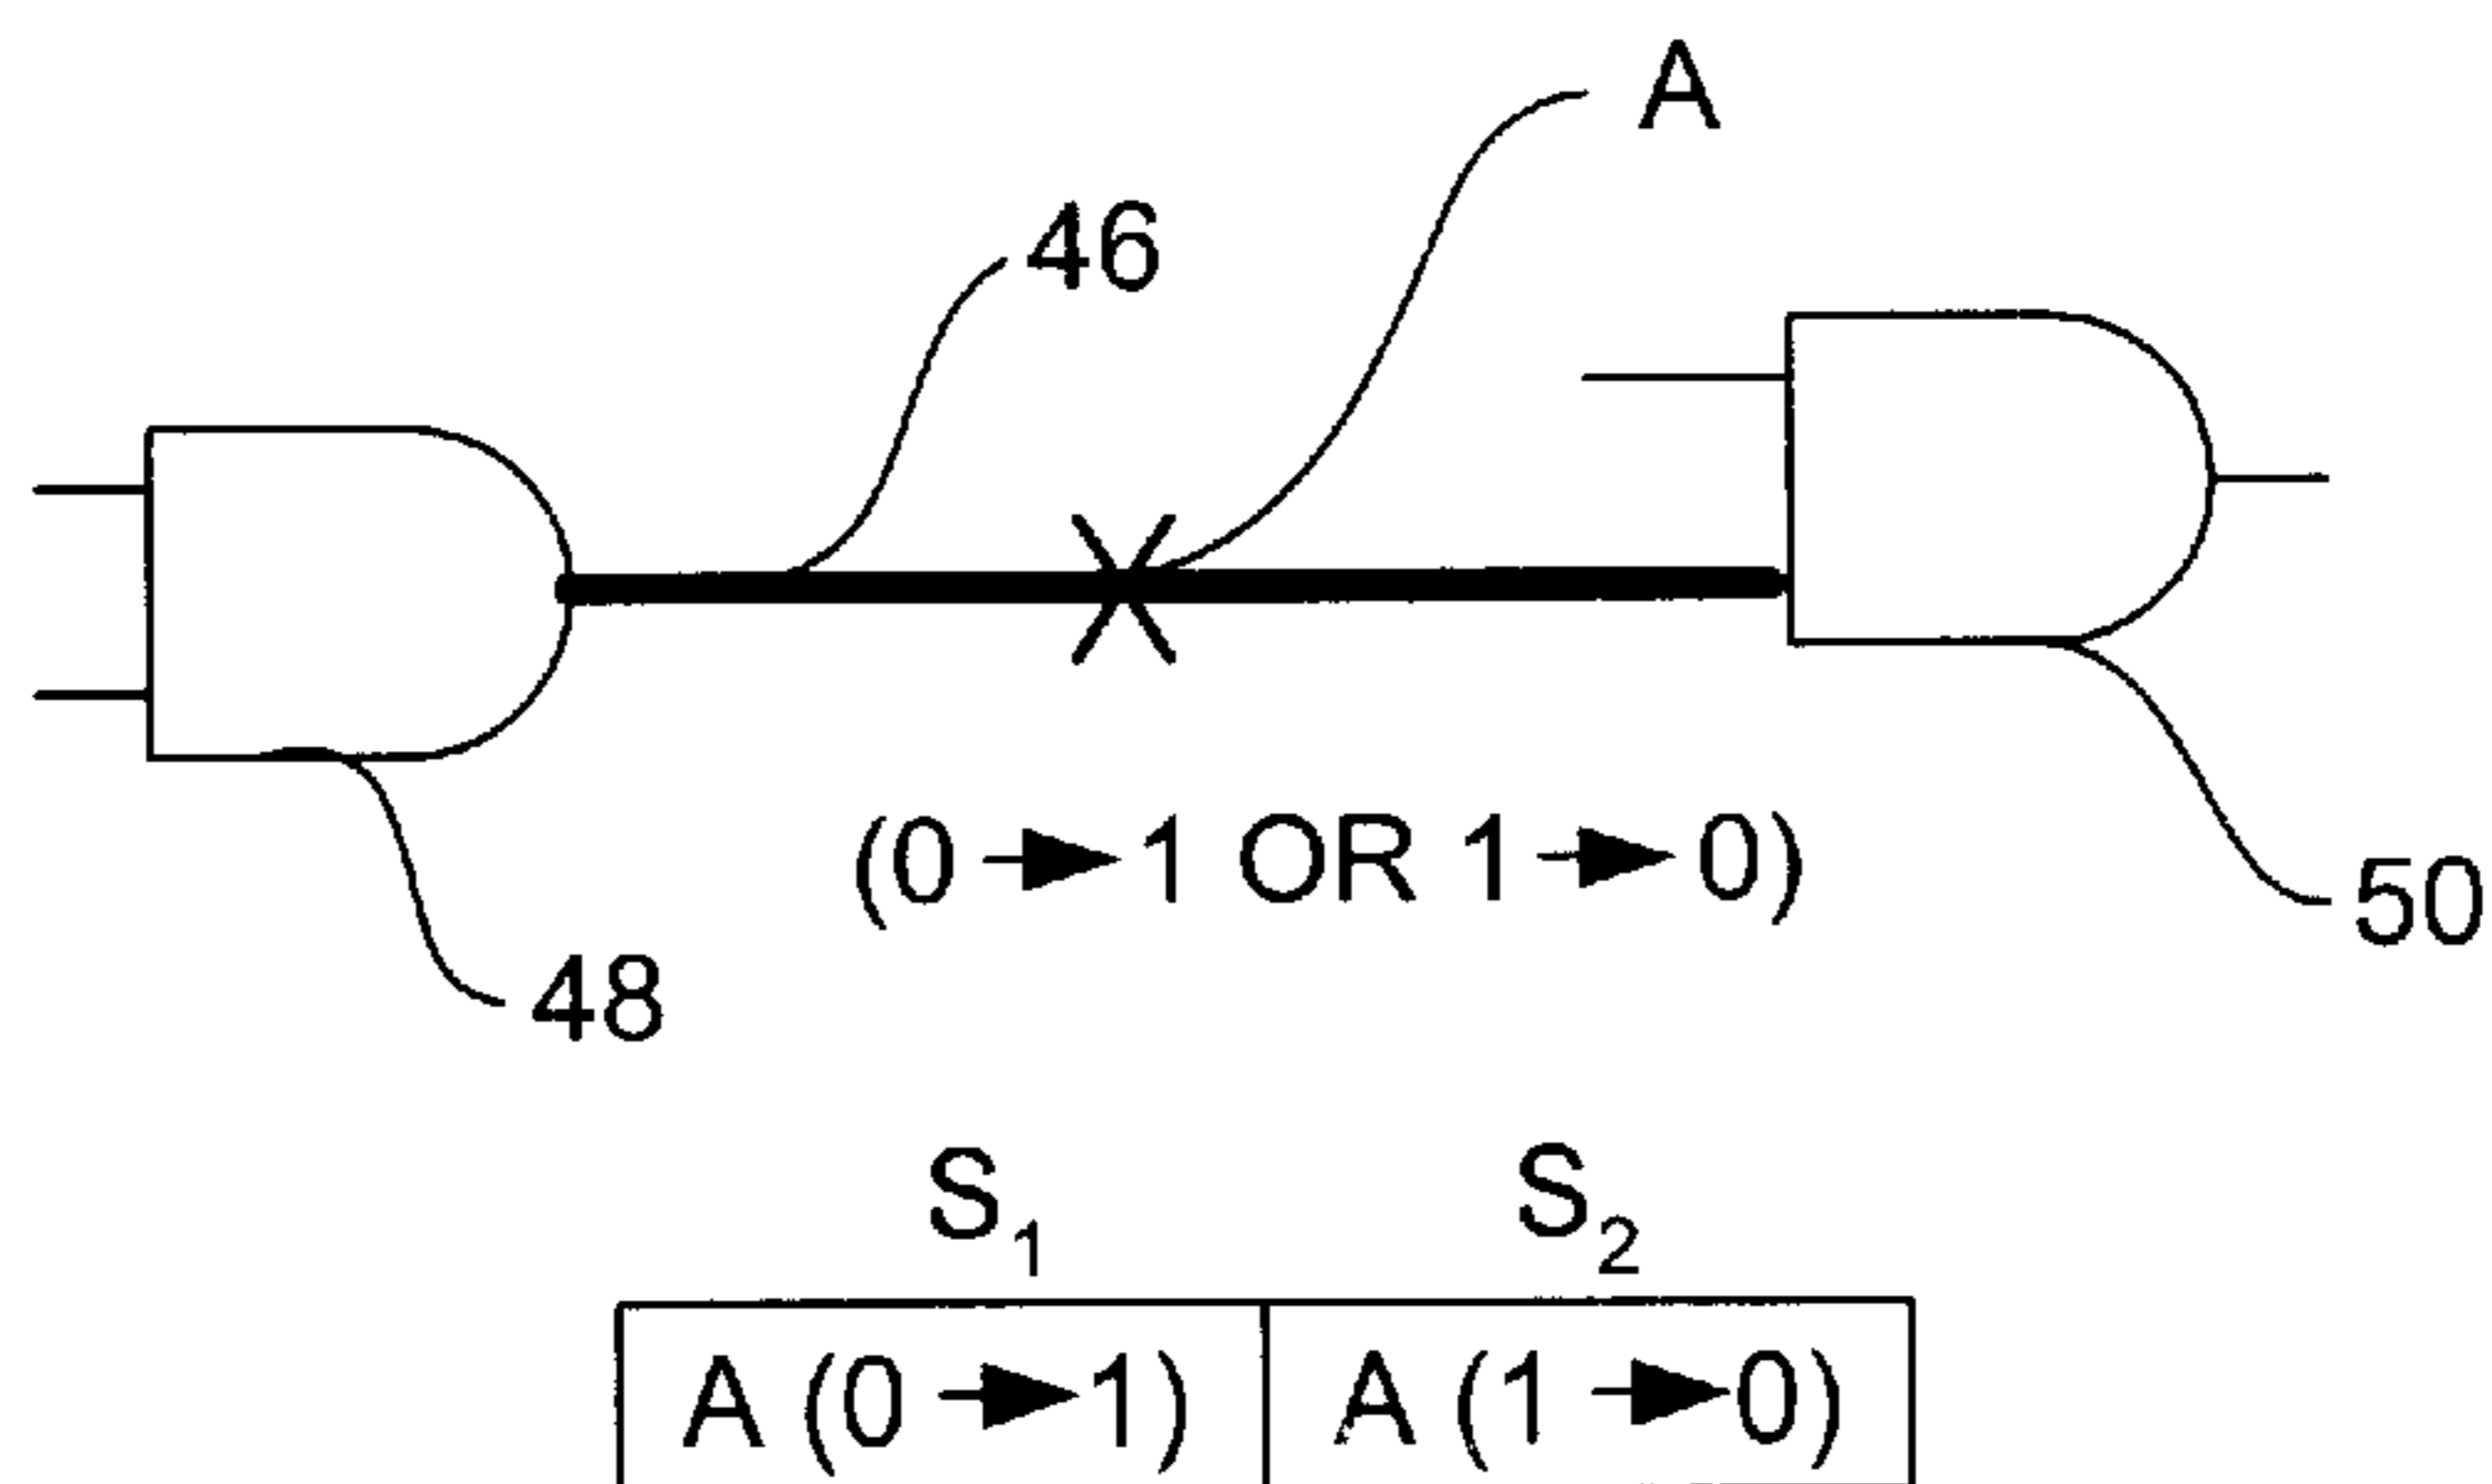 A
46
(0 → 1 OR 1 → 0)
50
48
S₁ S₂
A (0 → 1) A (1 → 0)